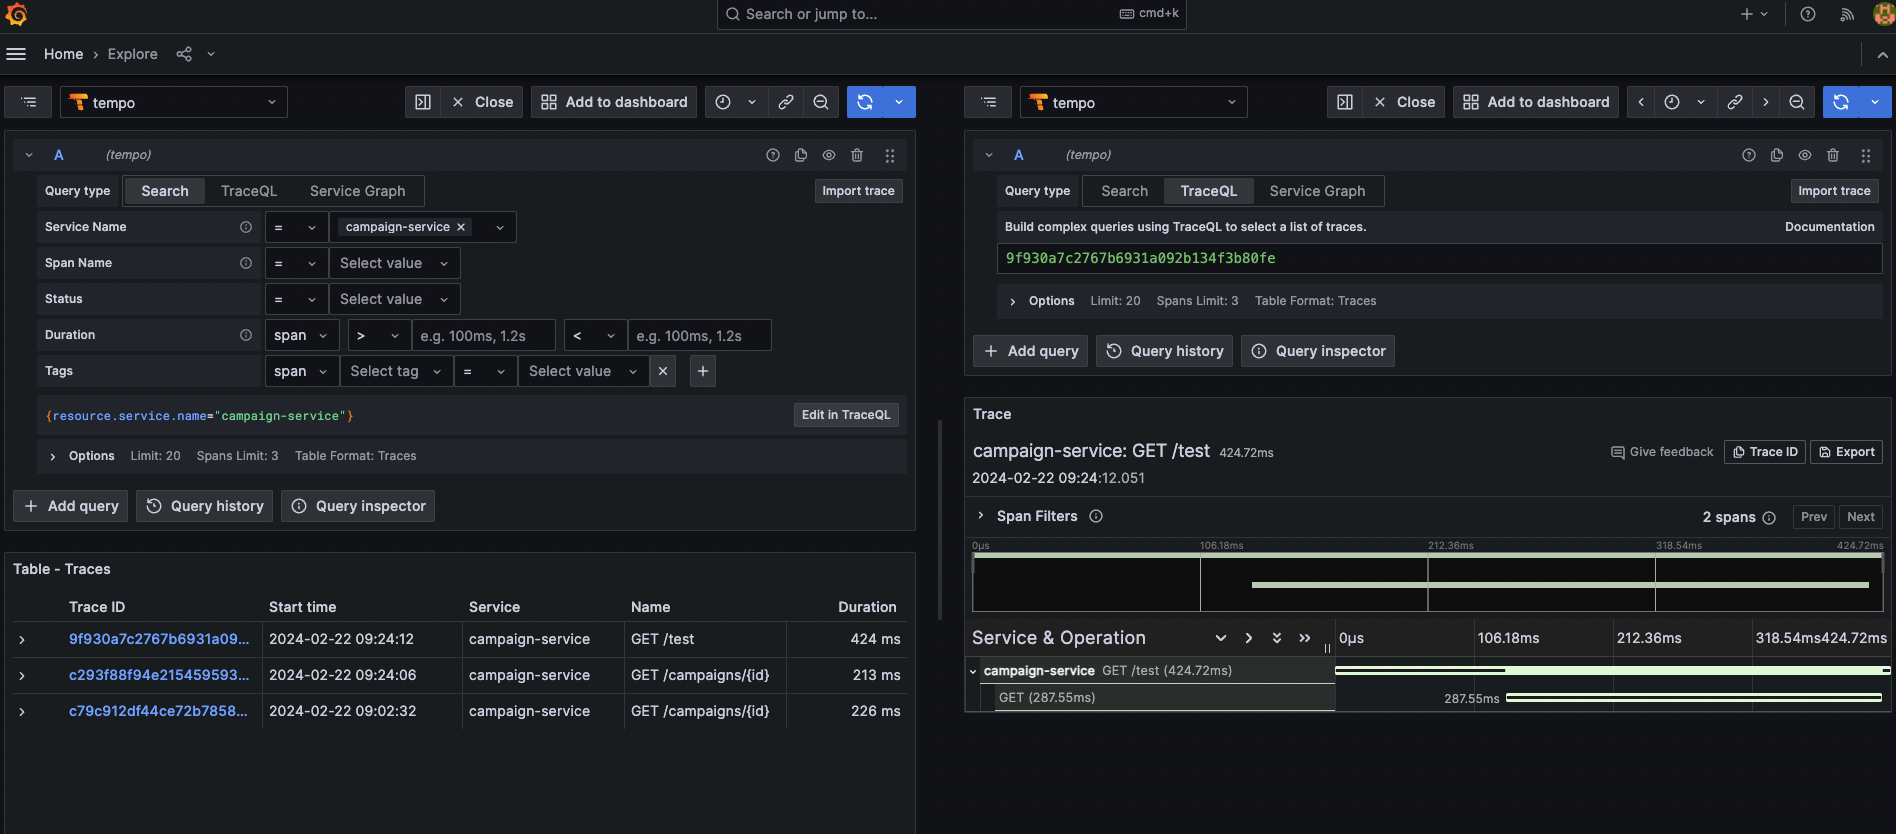 Search or jump to...
cmd+k
Home › Explore
tempo
Close
Add to dashboard
A (tempo)
Query type Search TraceQL Service Graph Import trace
Service Name = campaign-service
Span Name = Select value
Status = Select value
Duration span > e.g. 100ms, 1.2s < e.g. 100ms, 1.2s
Tags span Select tag = Select value
{resource.service.name="campaign-service"} Edit in TraceQL
Options Limit: 20 Spans Limit: 3 Table Format: Traces
+ Add query Query history Query inspector
Table - Traces
Trace ID Start time Service Name Duration
9f930a7c2767b6931a09... 2024-02-22 09:24:12 campaign-service GET /test 424 ms
c293f88f94e215459593... 2024-02-22 09:24:06 campaign-service GET /campaigns/{id} 213 ms
c79c912df44ce72b7858... 2024-02-22 09:02:32 campaign-service GET /campaigns/{id} 226 ms
tempo
Close
Add to dashboard
A (tempo)
Query type Search TraceQL Service Graph Import trace
Build complex queries using TraceQL to select a list of traces. Documentation
9f930a7c2767b6931a092b134f3b80fe
Options Limit: 20 Spans Limit: 3 Table Format: Traces
+ Add query Query history Query inspector
Trace
campaign-service: GET /test 424.72ms Give feedback Trace ID Export
2024-02-22 09:24:12.051
Span Filters 2 spans Prev Next
0μs 106.18ms 212.36ms 318.54ms 424.72ms
Service & Operation 0μs 106.18ms 212.36ms 318.54ms 424.72ms
campaign-service GET /test (424.72ms)
GET (287.55ms) 287.55ms